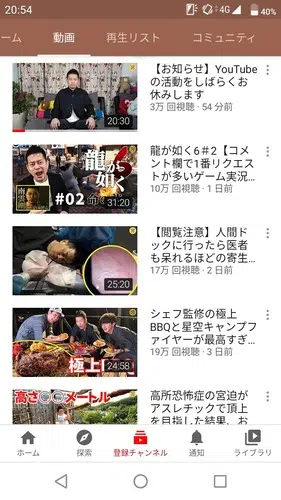 20:54
4G
40%
ーム
動画
再生リスト
コミュニティ
【お知らせ】YouTube
の活動をしばらくお
休みします
3万 回視聴・54 分前
20:30
龍が如く6＃2【コメ
ント欄で1番リクエス
トが多いゲーム実況...
10万 回視聴・1 日前
龍が如く
#02
31:20
【閲覧注意】人間ド
ックに行ったら医者
も呆れるほどの寄生...
17万 回視聴・2 日前
25:20
シェフ監修の極上
BBQと星空キャンプフ
ァイヤーが最高すぎ...
19万 回視聴・3 日前
極上
24:58
高さ〇〇メートル
高所恐怖症の宮迫が
アスレチックで頂上
を目指した結果、お
ホーム
探索
登録チャンネル
通知
ライブラリ